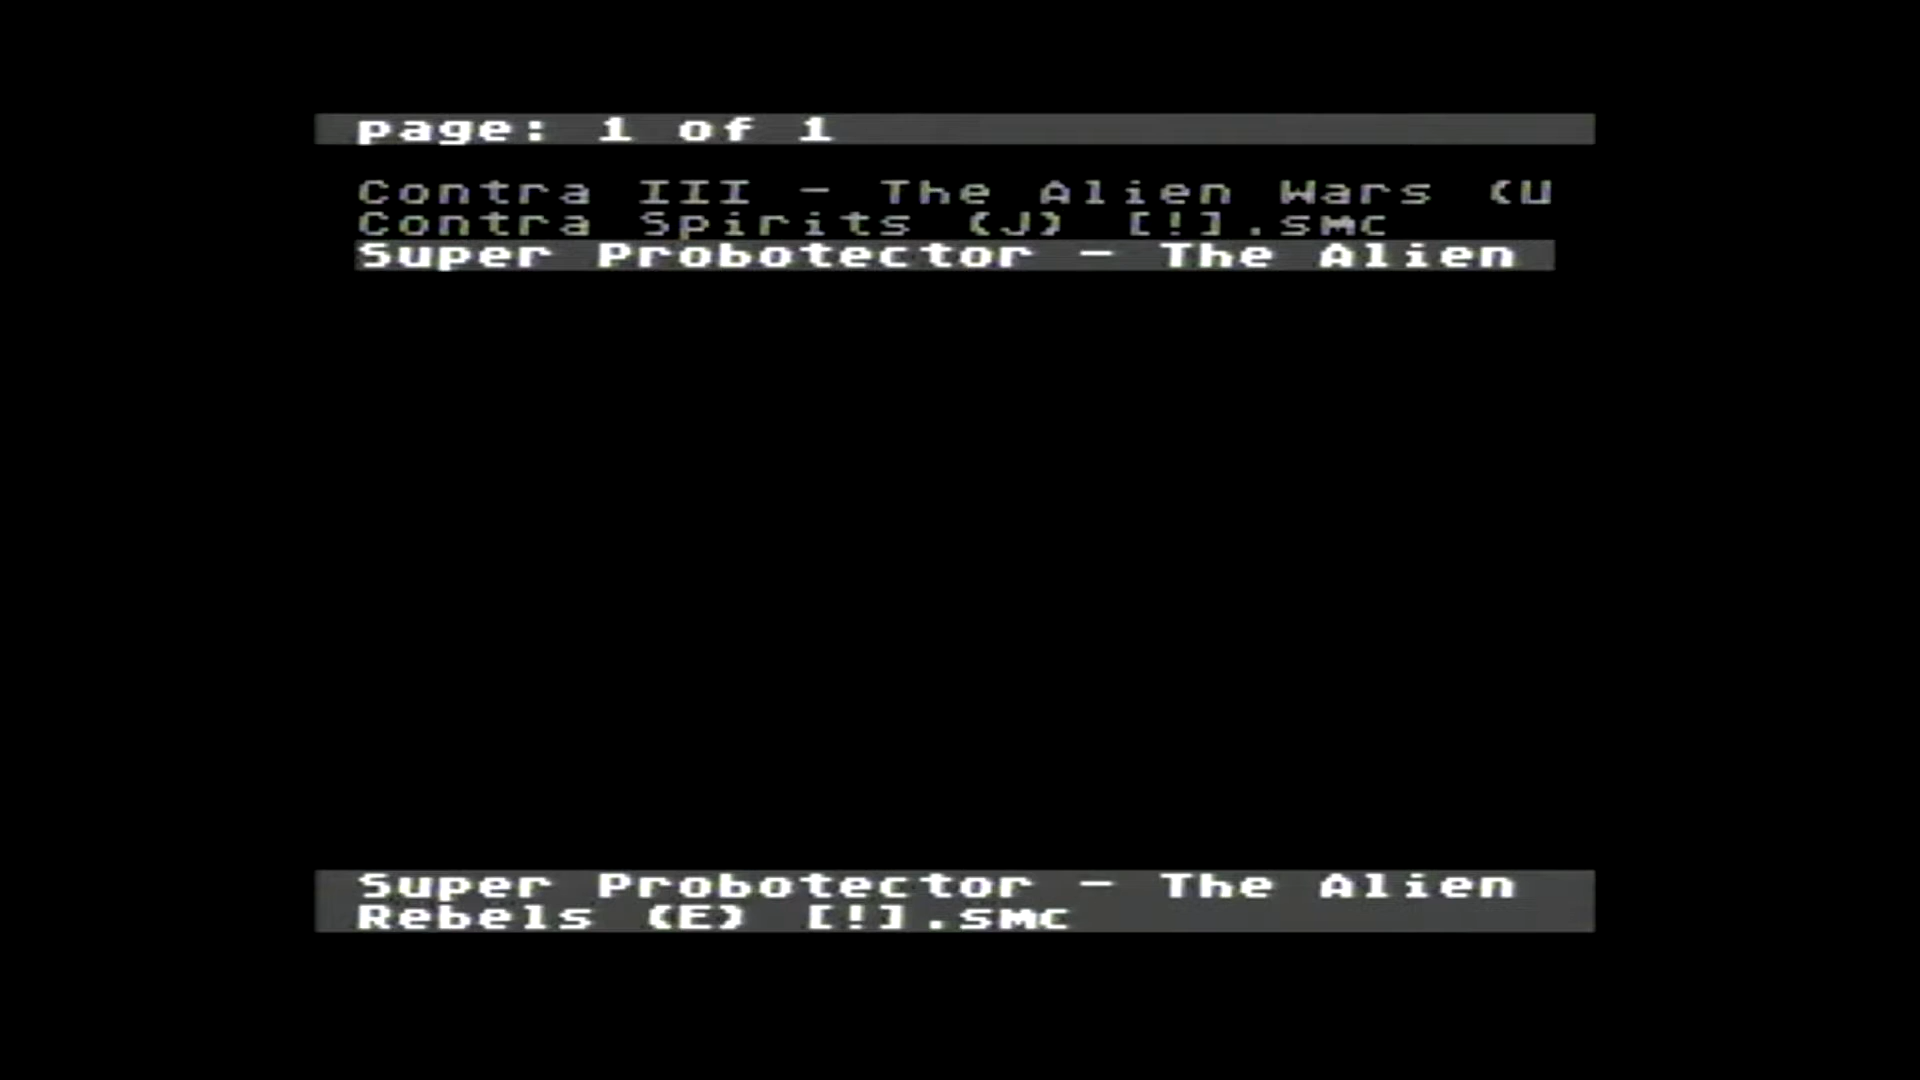 page: 1 of 1
Contra III - The Alien Wars (U
Contra Spirits (J) [!].smc
Super Probotector - The Alien
Super Probotector - The Alien
Rebels (E) [!].smc